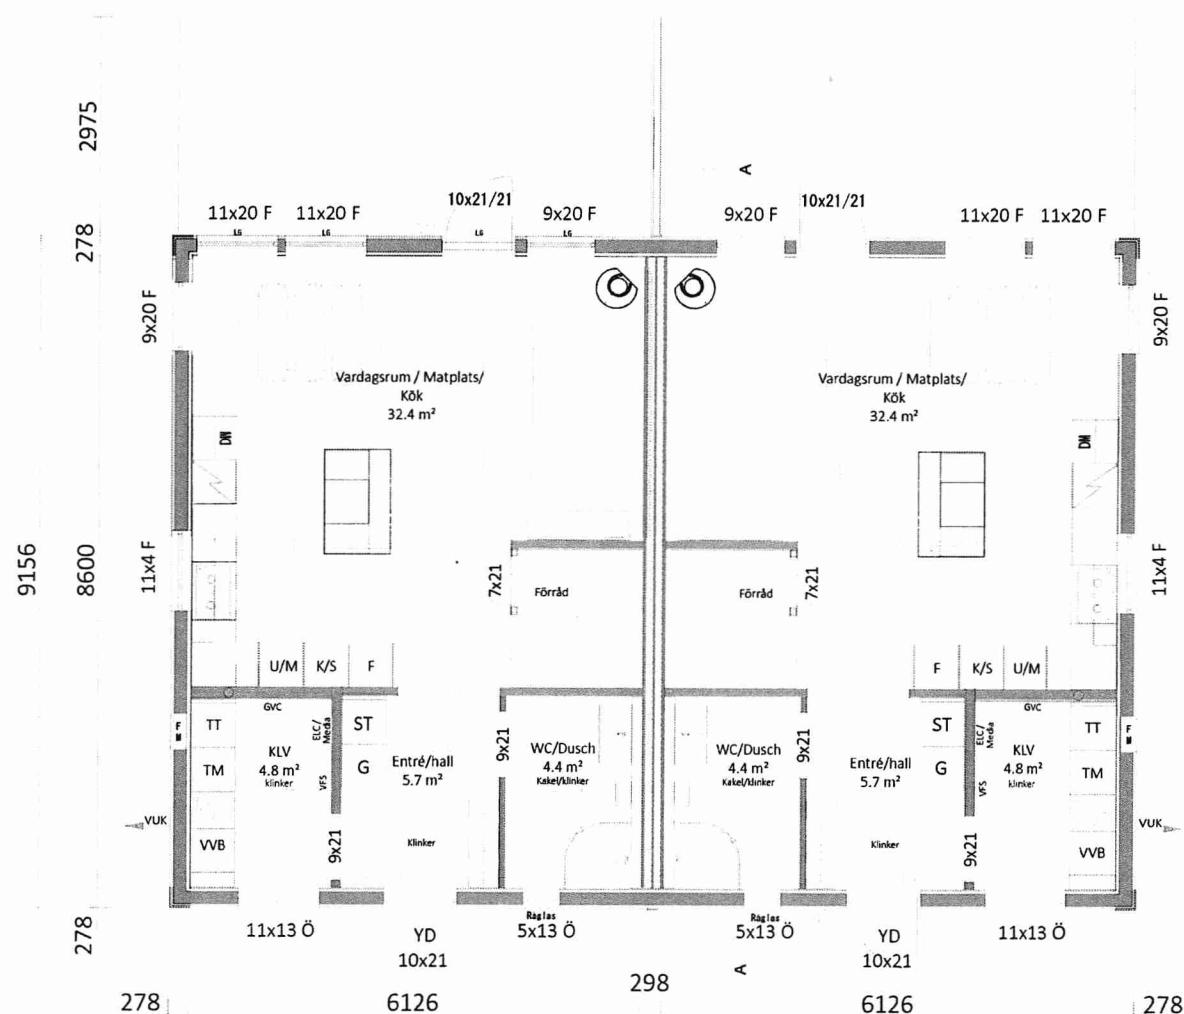 2975
A
11x20 F
11x20 F
10x21/21
9x20 F
9x20 F
10x21/21
11x20 F
11x20 F
278
LG
LG
LG
LG
9x20 F
9x20 F
Vardagsrum / Matplats/
Kök
32.4 m²
Vardagsrum / Matplats/
Kök
32.4 m²
DM
DM
9156
8600
11x4 F
7x21
Förråd
Förråd
7x21
11x4 F
U/M
K/S
F
F
K/S
U/M
GVC
GVC
F
M
TT
ELC/
Media
ST
9x21
WC/Dusch
4.4 m²
Kakel/klinker
WC/Dusch
4.4 m²
Kakel/klinker
9x21
ST
ELC/
Media
TT
F
M
KLV
4.8 m²
klinker
Entré/hall
5.7 m²
Entré/hall
5.7 m²
KLV
4.8 m²
klinker
TM
VFS
G
G
VFS
TM
VUK
VUK
VVB
9x21
Klinker
Klinker
9x21
VVB
278
11x13 Ö
YD
10x21
Råglas
5x13 Ö
Råglas
5x13 Ö
YD
10x21
11x13 Ö
A
298
278
6126
6126
278